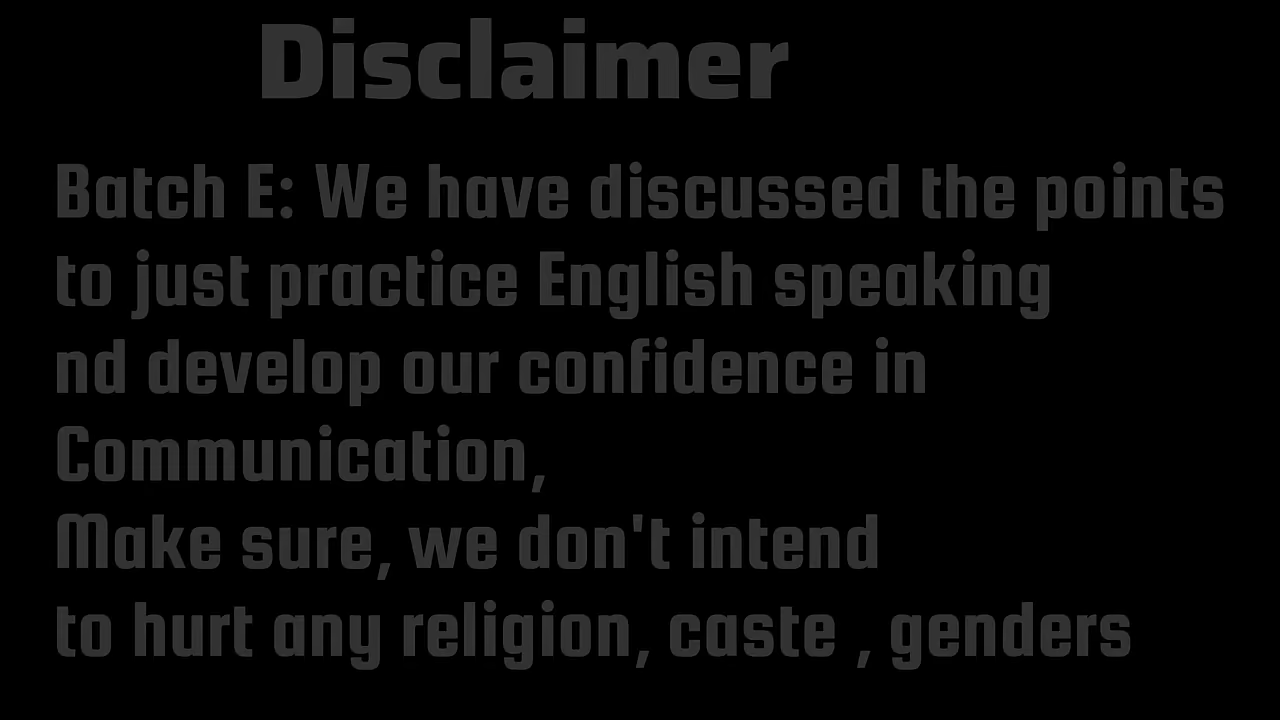 Disclaimer
Batch E: We have discussed the points
to just practice English speaking
nd develop our confidence in
Communication,
Make sure, we don't intend
to hurt any religion, caste , genders